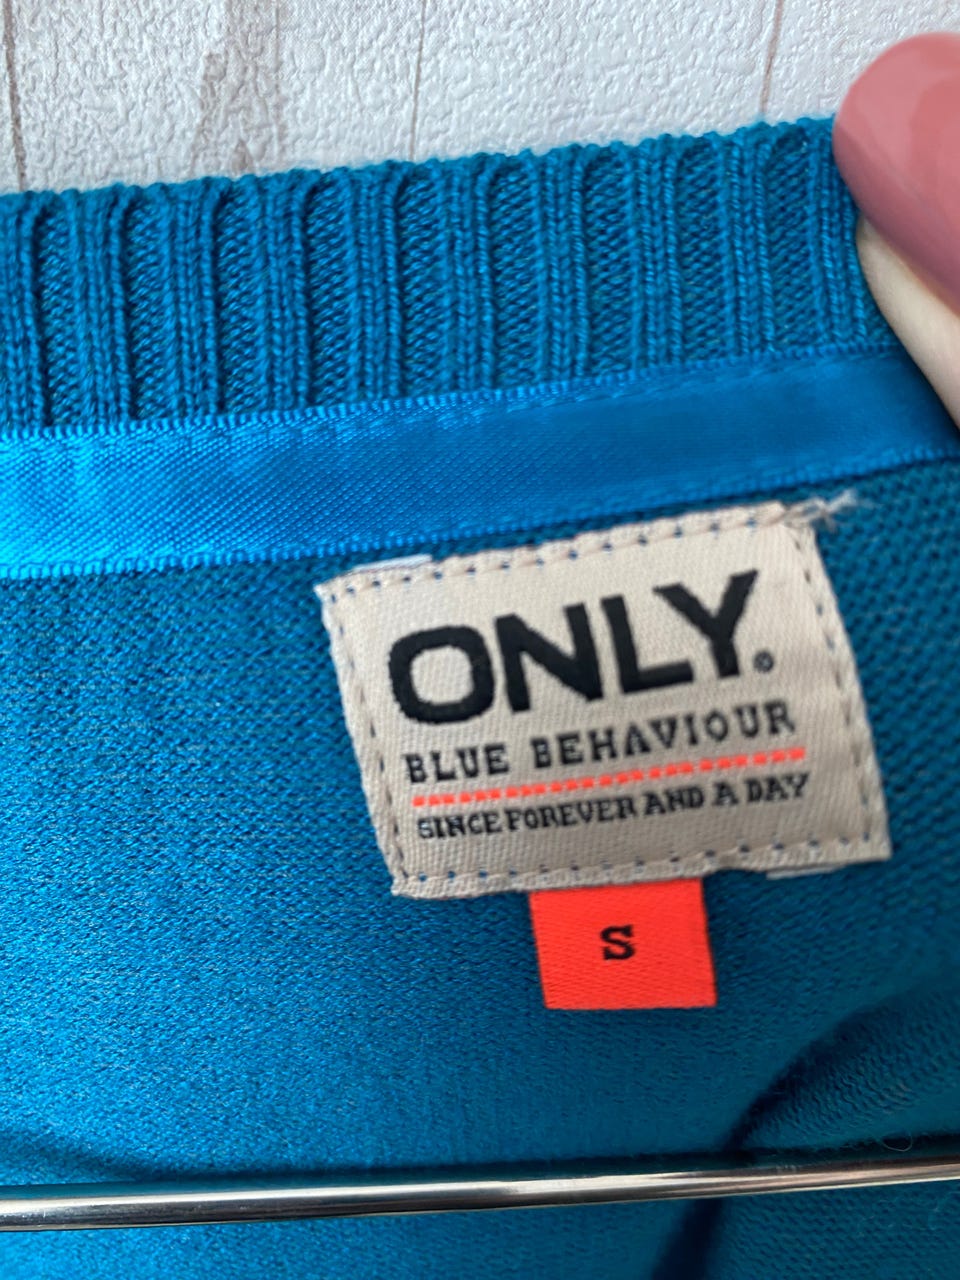 ONLY®
BLUE BEHAVIOUR
SINCE FOREVER AND A DAY
S